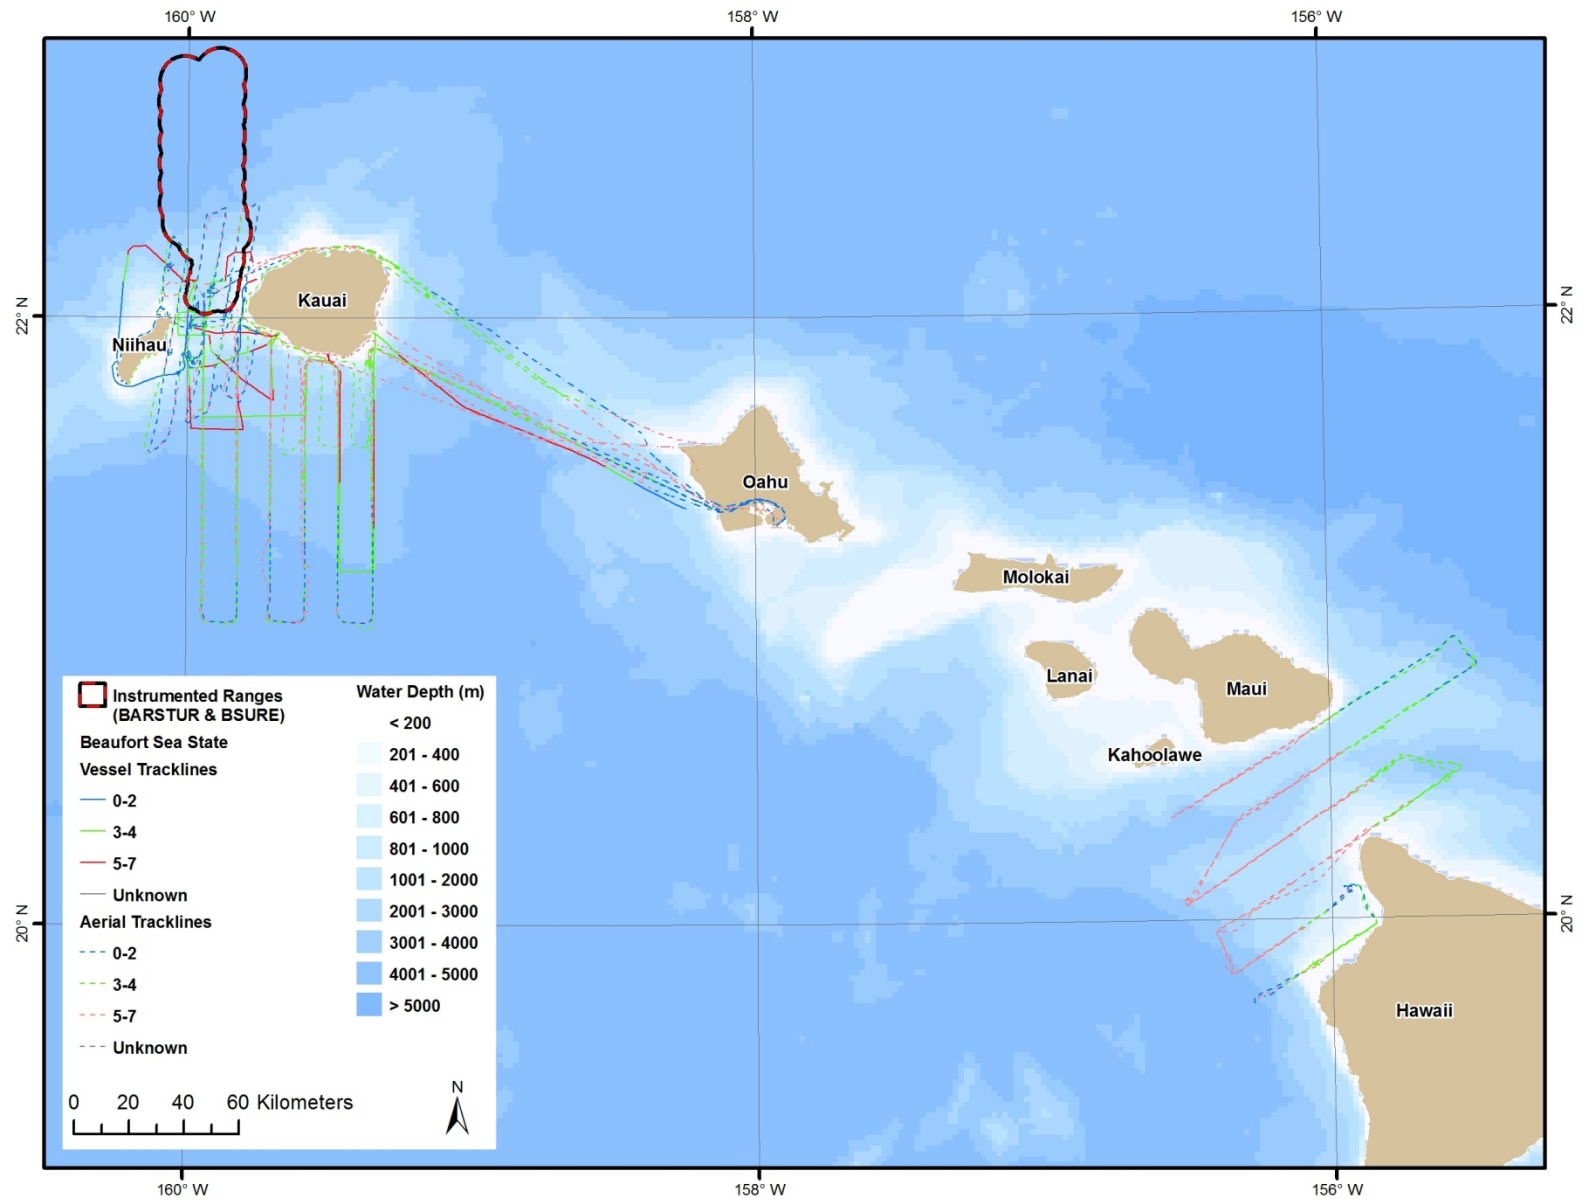 160° W
158° W
156° W
22° N
22° N
Kauai
Niihau
Oahu
Molokai
Lanai
Maui
Kahoolawe
Hawaii
20° N
20° N
Instrumented Ranges
(BARSTUR & BSURE)
Beaufort Sea State
Vessel Tracklines
0-2
3-4
5-7
Unknown
Aerial Tracklines
0-2
3-4
5-7
Unknown
Water Depth (m)
< 200
201 - 400
401 - 600
601 - 800
801 - 1000
1001 - 2000
2001 - 3000
3001 - 4000
4001 - 5000
> 5000
0 20 40 60 Kilometers
N
160° W
158° W
156° W